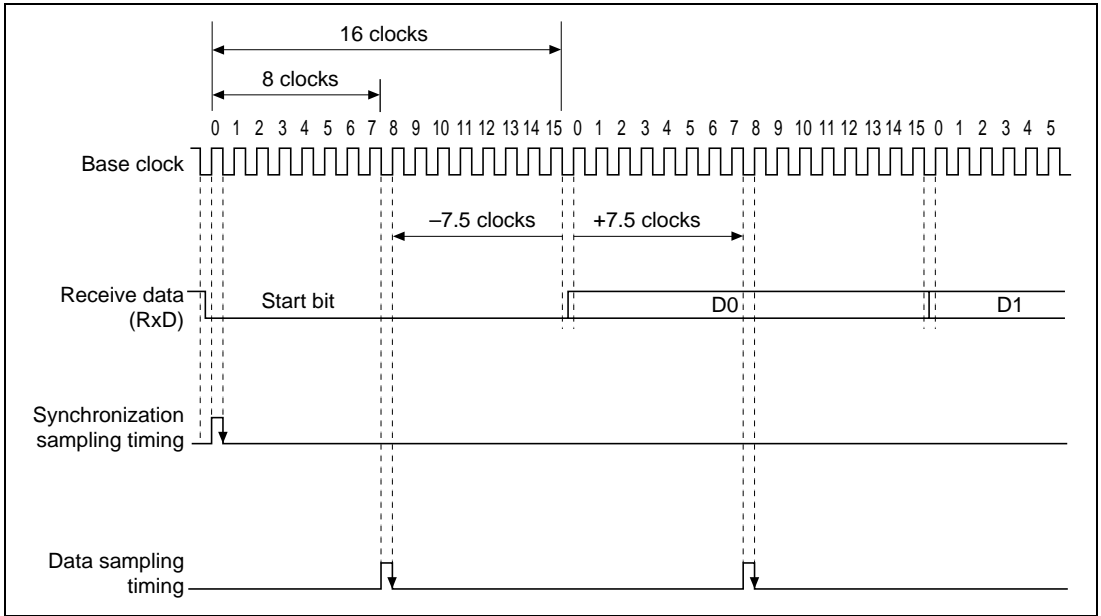 16 clocks
8 clocks
0 1 2 3 4 5 6 7 8 9 10 11 12 13 14 15 0 1 2 3 4 5 6 7 8 9 10 11 12 13 14 15 0 1 2 3 4 5
Base clock
–7.5 clocks +7.5 clocks
Receive data
(RxD)
Start bit D0 D1
Synchronization
sampling timing
Data sampling
timing